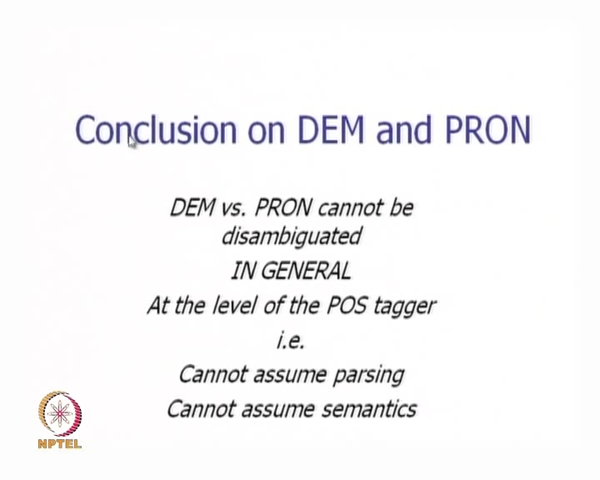 Conclusion on DEM and PRON
DEM vs. PRON cannot be
disambiguated
IN GENERAL
At the level of the POS tagger
i.e.
Cannot assume parsing
Cannot assume semantics
NPTEL